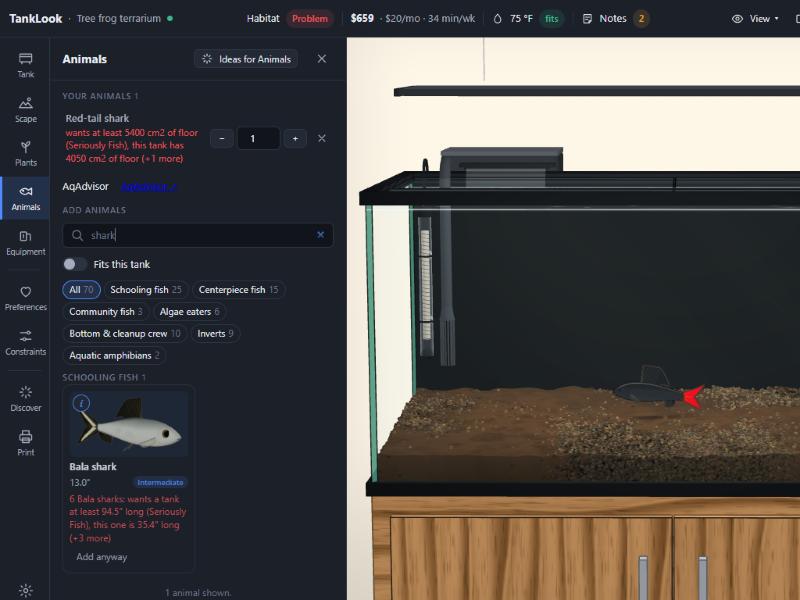 TankLook · Tree frog terrarium
Habitat Problem $659 · $20/mo · 34 min/wk 75 °F fits Notes 2 View
Tank
Scape
Plants
Animals
Equipment
Preferences
Constraints
Discover
Print
Animals
Ideas for Animals
YOUR ANIMALS 1
Red-tail shark
wants at least 5400 cm2 of floor
(Seriously Fish), this tank has
4050 cm2 of floor (+1 more)
− 1 +
AqAdvisor AqAdvisor
ADD ANIMALS
shark
Fits this tank
All 70 Schooling fish 25 Centerpiece fish 15
Community fish 3 Algae eaters 6
Bottom & cleanup crew 10 Inverts 9
Aquatic amphibians 2
SCHOOLING FISH 1
i
Bala shark
13.0" Intermediate
6 Bala sharks: wants a tank
at least 94.5" long (Seriously
Fish), this one is 35.4" long
(+3 more)
Add anyway
1 animal shown.